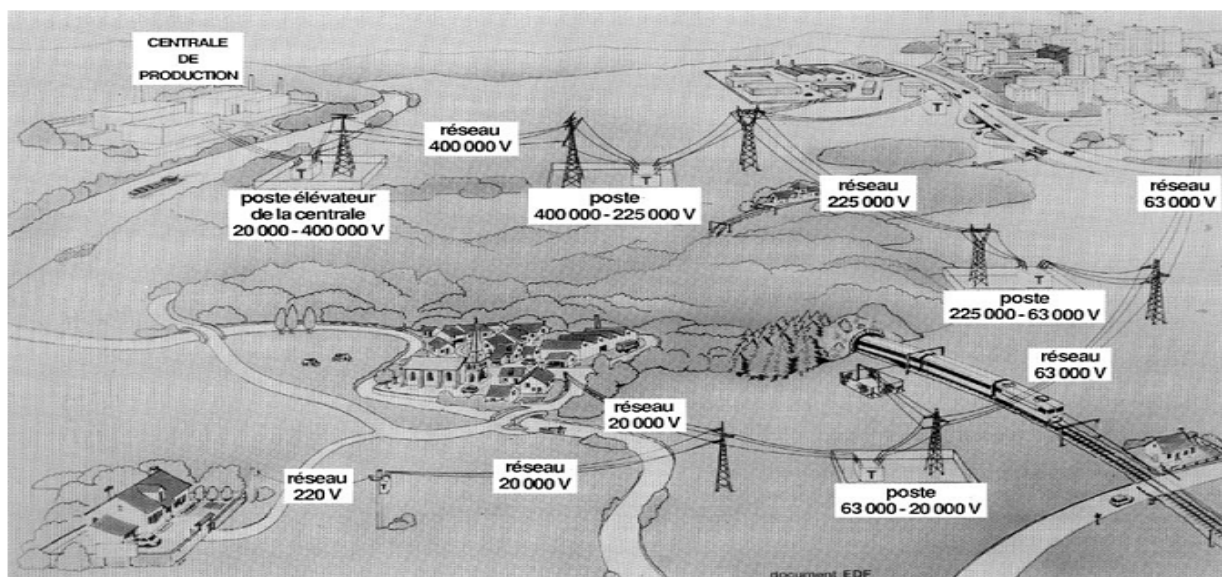 CENTRALE
DE
PRODUCTION
T
réseau
400 000 V
T
poste élévateur
de la centrale
20 000 - 400 000 V
T
poste
400 000 - 225 000 V
réseau
225 000 V
réseau
63 000 V
T
poste
225 000 - 63 000 V
réseau
63 000 V
réseau
20 000 V
réseau
220 V
T
réseau
20 000 V
T
poste
63 000 - 20 000 V
document EDF